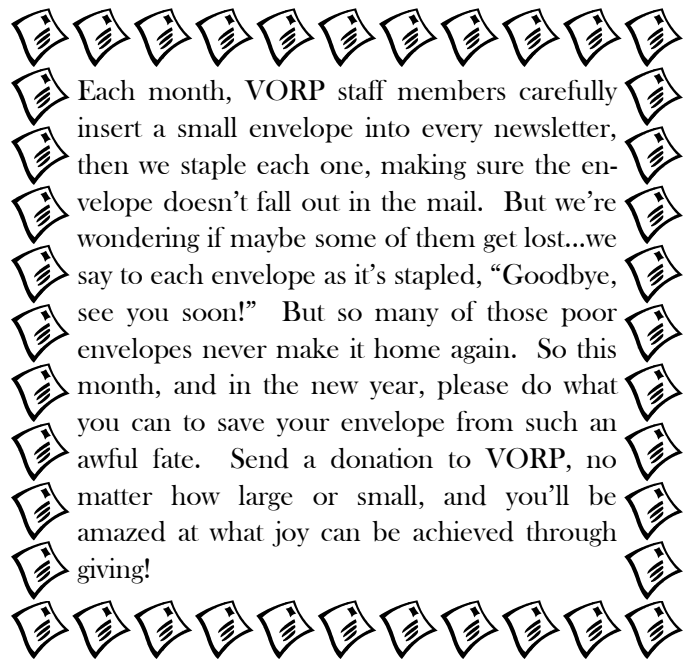 Each month, VORP staff members carefully
insert a small envelope into every newsletter,
then we staple each one, making sure the en-
velope doesn’t fall out in the mail.  But we’re
wondering if maybe some of them get lost...we
say to each envelope as it’s stapled, “Goodbye,
see you soon!”  But so many of those poor
envelopes never make it home again.  So this
month, and in the new year, please do what
you can to save your envelope from such an
awful fate.  Send a donation to VORP, no
matter how large or small, and you’ll be
amazed at what joy can be achieved through
giving!